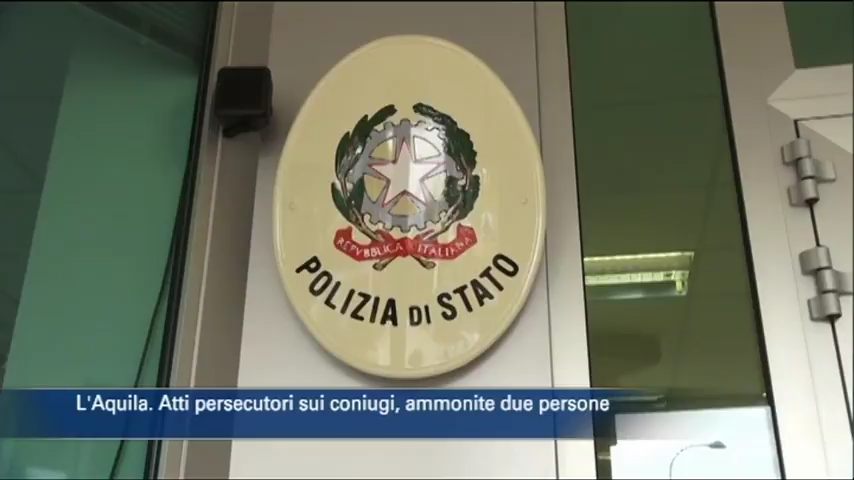 REPVBBLICA ITALIANA
POLIZIA DI STATO
L'Aquila. Atti persecutori sui coniugi, ammonite due persone